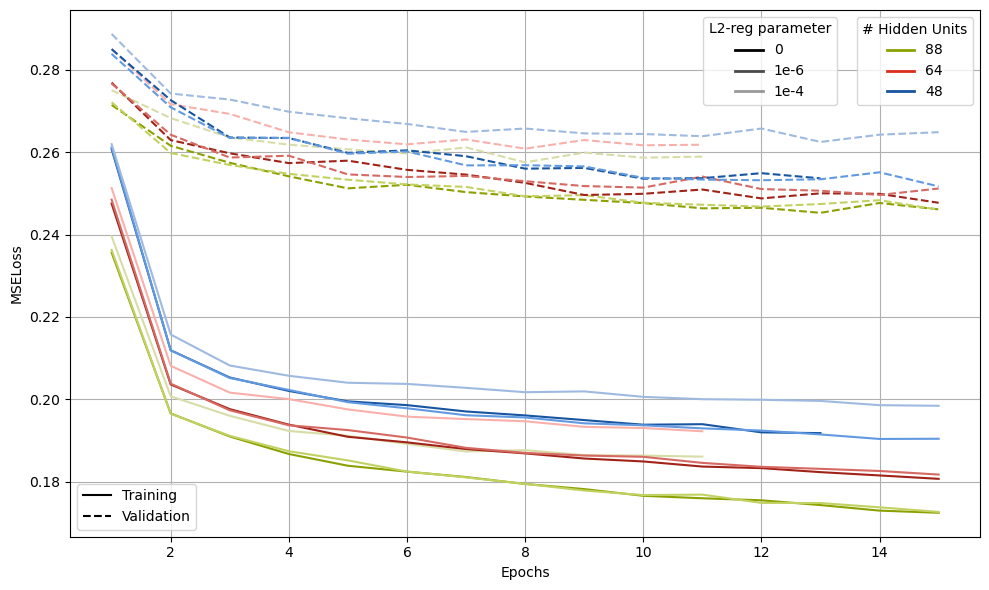 L2-reg parameter
0
1e-6
1e-4
# Hidden Units
88
64
48
0.28
0.26
0.24
0.22
0.20
0.18
MSELoss
Training
Validation
2 4 6 8 10 12 14
Epochs